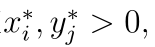 x_i^*, y_j^* > 0,